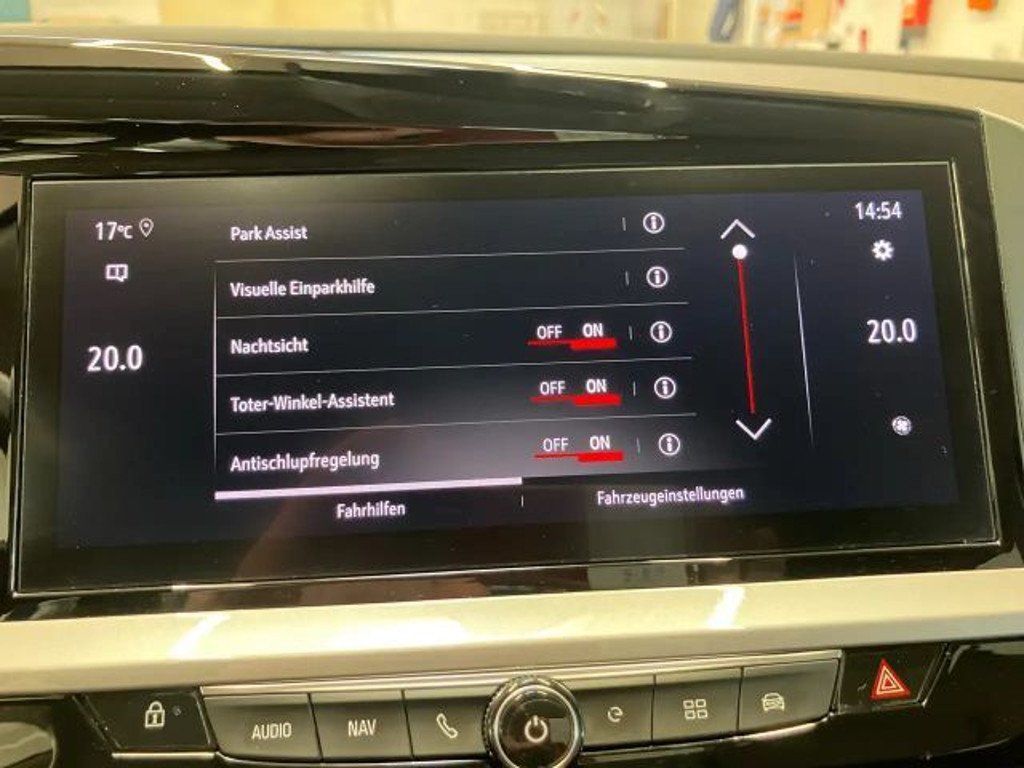 17°C
14:54
Park Assist
Visuelle Einparkhilfe
20.0
Nachtsicht OFF ON
20.0
Toter-Winkel-Assistent OFF ON
Antischlupfregelung OFF ON
Fahrhilfen
Fahrzeugeinstellungen
AUDIO
NAV